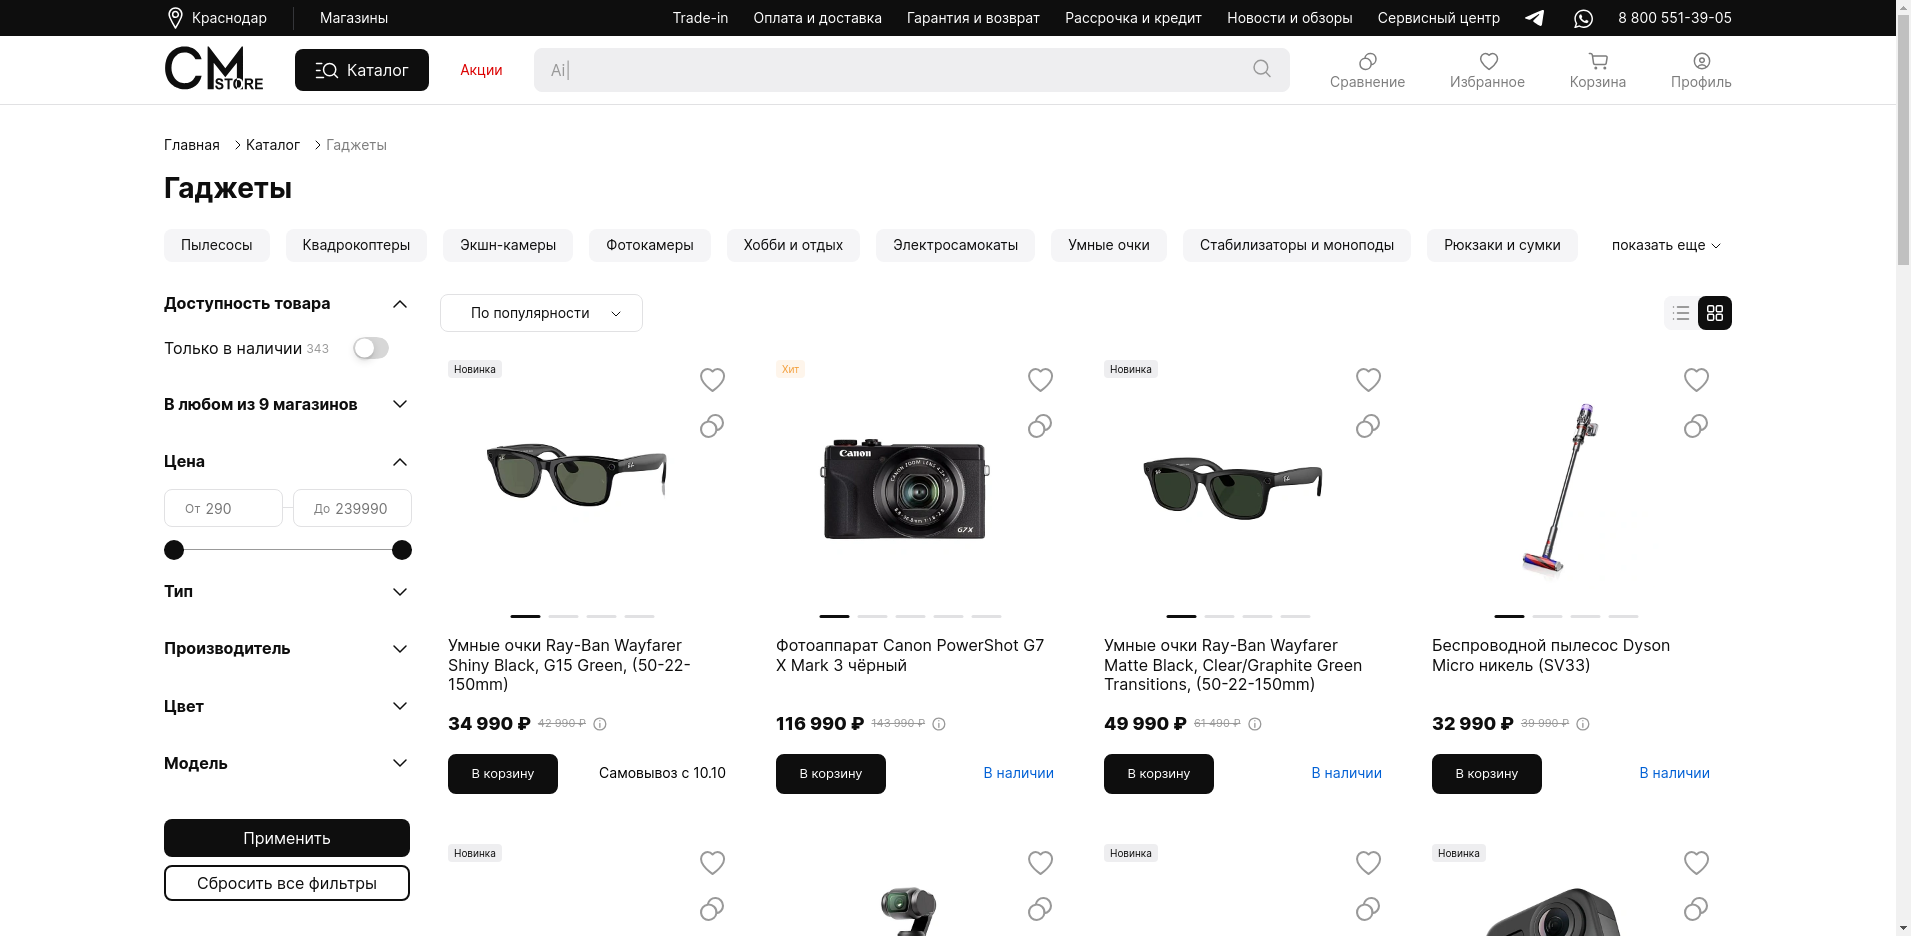 Краснодар
Магазины
Trade-in
Оплата и доставка
Гарантия и возврат
Рассрочка и кредит
Новости и обзоры
Сервисный центр
8 800 551-39-05
CM STORE
Каталог
Акции
Ai|
Сравнение
Избранное
Корзина
Профиль
Главная
Каталог
Гаджеты
Гаджеты
Пылесосы
Квадрокоптеры
Экшн-камеры
Фотокамеры
Хобби и отдых
Электросамокаты
Умные очки
Стабилизаторы и моноподы
Рюкзаки и сумки
показать еще
Доступность товара
Только в наличии 343
В любом из 9 магазинов
Цена
От 290
До 239990
Тип
Производитель
Цвет
Модель
Применить
Сбросить все фильтры
По популярности
Новинка
Умные очки Ray-Ban Wayfarer
Shiny Black, G15 Green, (50-22-
150mm)
34 990 ₽ 42 990 ₽
В корзину
Самовывоз с 10.10
Хит
Canon
G7X
Фотоаппарат Canon PowerShot G7
X Mark 3 чёрный
116 990 ₽ 143 990 ₽
В корзину
В наличии
Новинка
Умные очки Ray-Ban Wayfarer
Matte Black, Clear/Graphite Green
Transitions, (50-22-150mm)
49 990 ₽ 61 490 ₽
В корзину
В наличии
Беспроводной пылесос Dyson
Micro никель (SV33)
32 990 ₽ 39 990 ₽
В корзину
В наличии
Новинка
Новинка
Новинка